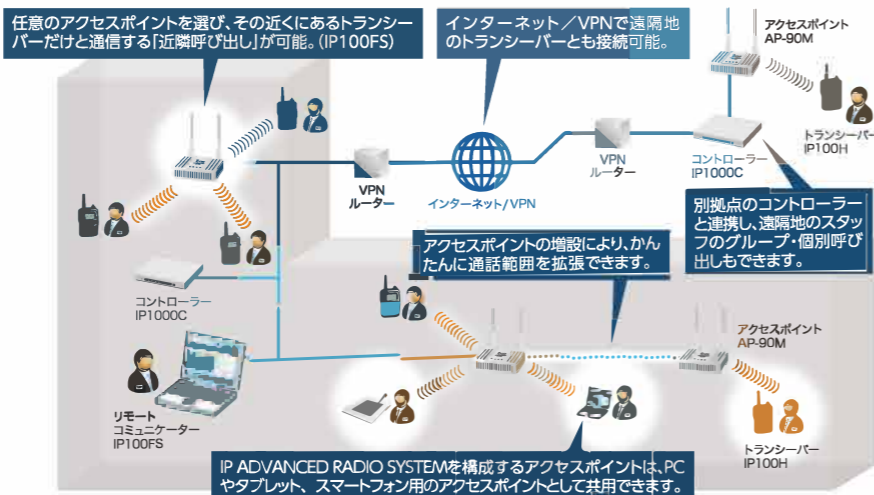 任意のアクセスポイントを選び、その近くにあるトランシー
バーだけと通信する「近隣呼び出し」が可能。(IP100FS)
インターネット／VPNで遠隔地
のトランシーバーとも接続可能。
アクセスポイント
AP-90M
トランシーバー
IP100H
VPN
ルーター
インターネット/VPN
VPN
ルーター
コントローラー
IP1000C
別拠点のコントローラー
と連携し、遠隔地のスタッ
フのグループ・個別呼び
出しもできます。
アクセスポイントの増設により、かん
たんに通話範囲を拡張できます。
コントローラー
IP1000C
アクセスポイント
AP-90M
リモート
コミュニケーター
IP100FS
トランシーバー
IP100H
IP ADVANCED RADIO SYSTEMを構成するアクセスポイントは、PC
やタブレット、スマートフォン用のアクセスポイントとして共用できます。